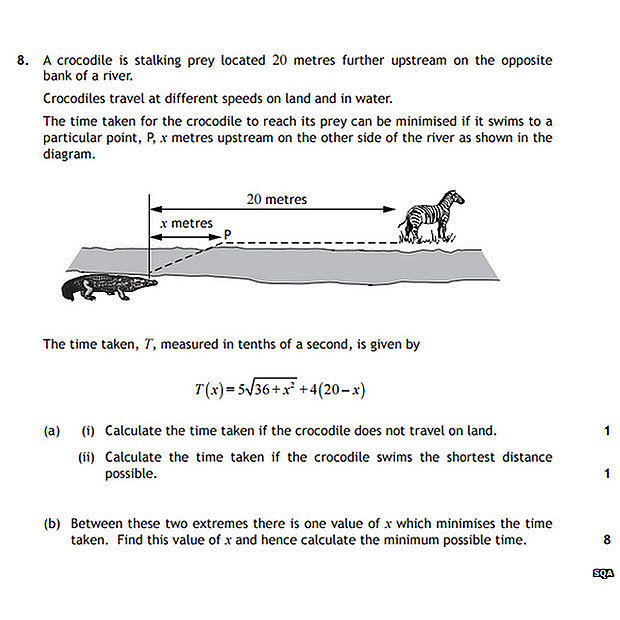 8. A crocodile is stalking prey located 20 metres further upstream on the opposite
bank of a river.
Crocodiles travel at different speeds on land and in water.
The time taken for the crocodile to reach its prey can be minimised if it swims to a
particular point, P, x metres upstream on the other side of the river as shown in the
diagram.
20 metres
x metres
P
The time taken, T, measured in tenths of a second, is given by
T(x)=5√36+x²+4(20−x)
(a) (i) Calculate the time taken if the crocodile does not travel on land. 1
(ii) Calculate the time taken if the crocodile swims the shortest distance
possible. 1
(b) Between these two extremes there is one value of x which minimises the time
taken. Find this value of x and hence calculate the minimum possible time. 8
SQA